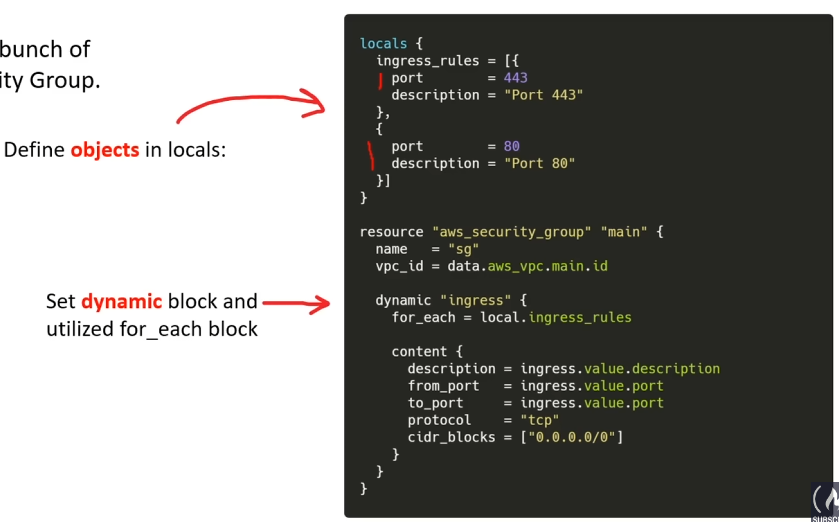 bunch of
ity Group.
Define objects in locals:
Set dynamic block and
utilized for_each block
locals {
  ingress_rules = [{
    port        = 443
    description = "Port 443"
  },
  {
    port        = 80
    description = "Port 80"
  }]
}
resource "aws_security_group" "main" {
  name   = "sg"
  vpc_id = data.aws_vpc.main.id
  dynamic "ingress" {
    for_each = local.ingress_rules
    content {
      description = ingress.value.description
      from_port   = ingress.value.port
      to_port     = ingress.value.port
      protocol    = "tcp"
      cidr_blocks = ["0.0.0.0/0"]
    }
  }
}